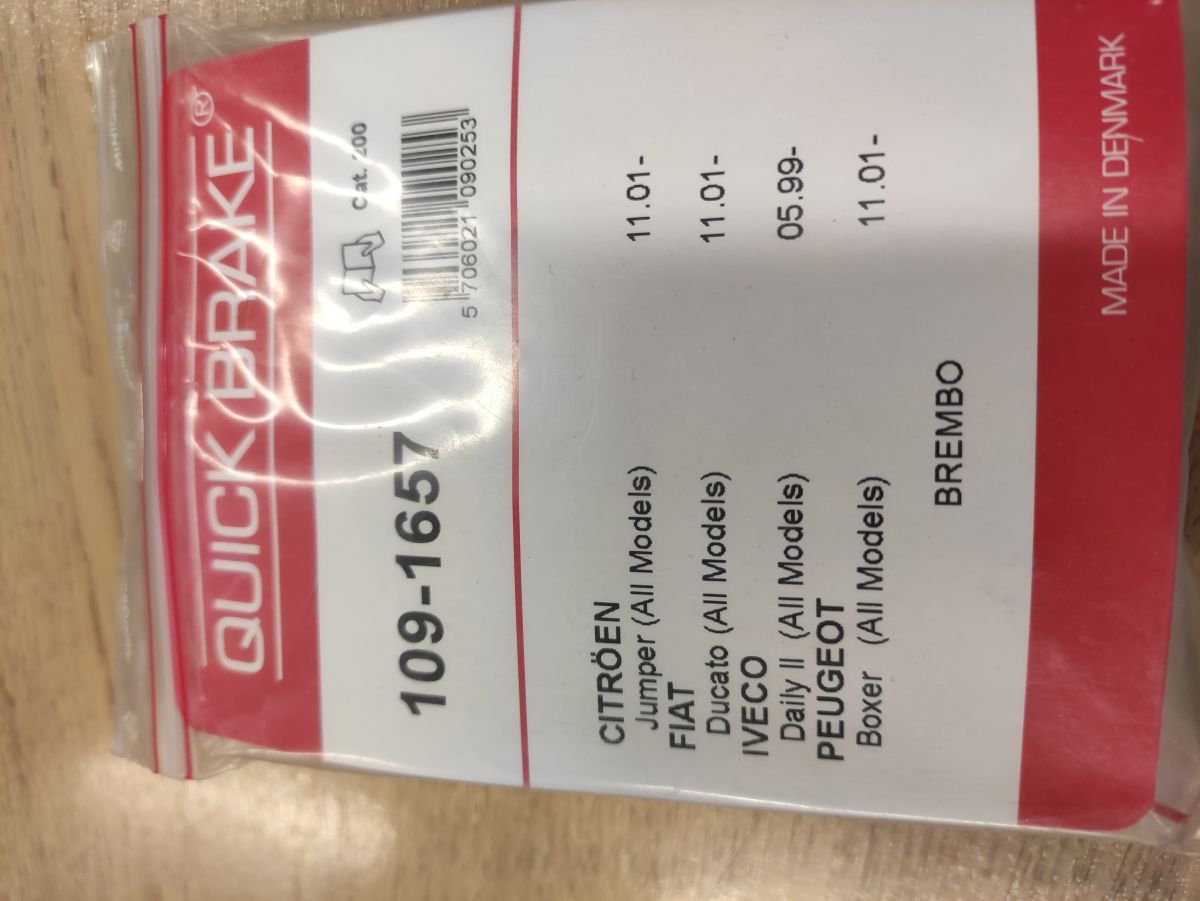 MINIGRIP
QUICK BRAKE®
109-1657
Cat. 200
5 706021 090253
CITRÖEN
Jumper (All Models) 11.01-
FIAT
Ducato (All Models) 11.01-
IVECO
Daily II (All Models) 05.99-
PEUGEOT
Boxer (All Models) 11.01-
BREMBO
MADE IN DENMARK